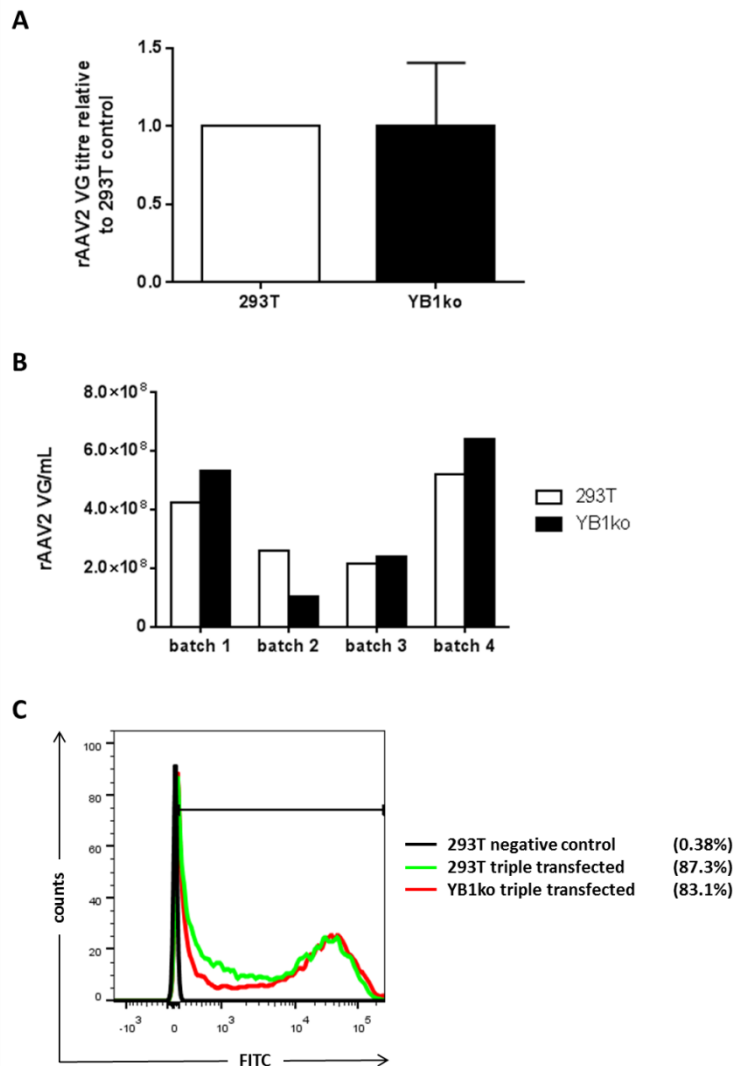 A
rAAV2 VG titre relative
to 293T control
1.5
1.0
0.5
0.0
293T
YB1ko
B
rAAV2 VG/mL
8.0×10⁸
6.0×10⁸
4.0×10⁸
2.0×10⁸
0
batch 1
batch 2
batch 3
batch 4
293T
YB1ko
C
counts
100
80
60
40
20
0
-10³
0
10³
10⁴
10⁵
FITC
293T negative control (0.38%)
293T triple transfected (87.3%)
YB1ko triple transfected (83.1%)